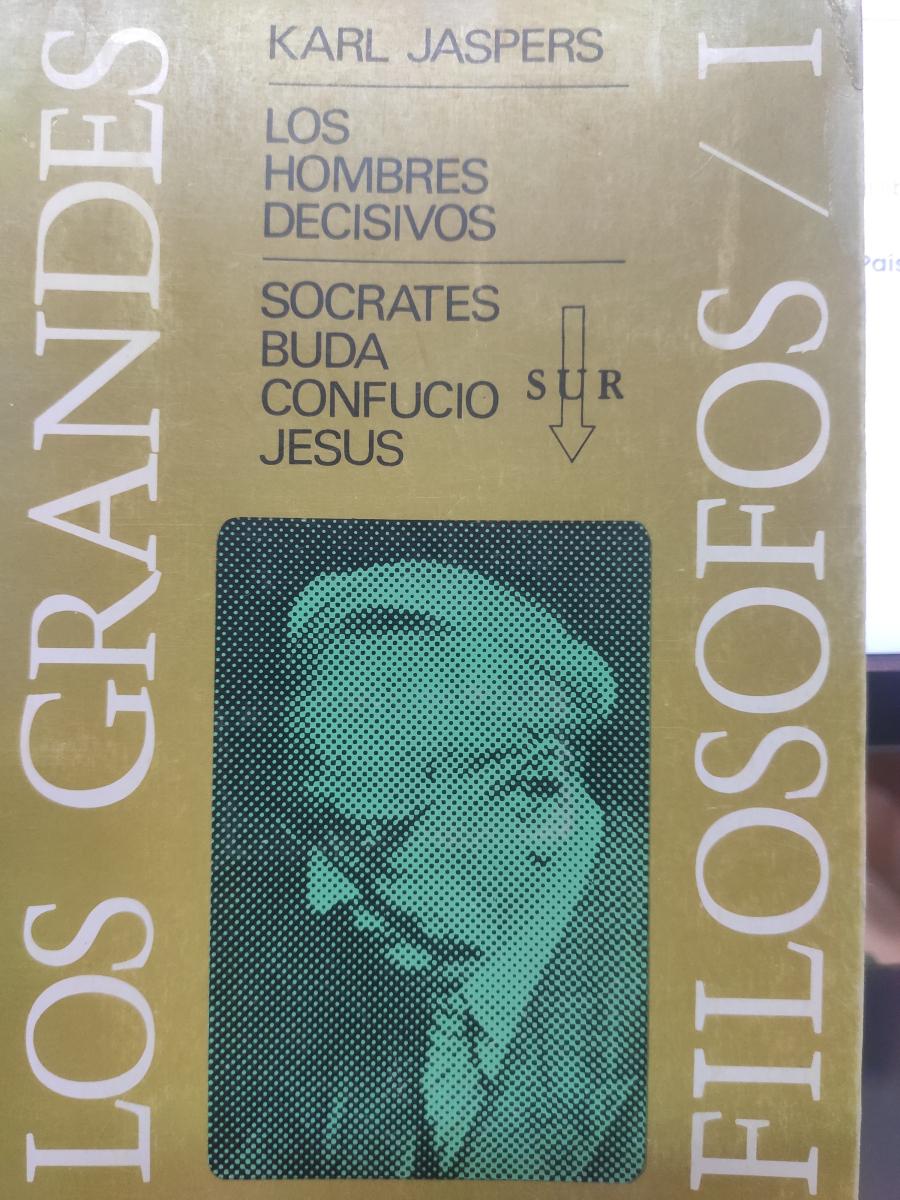 LOS GRANDES
FILOSOFOS / I
KARL JASPERS
LOS
HOMBRES
DECISIVOS
SOCRATES
BUDA
CONFUCIO
JESUS
SUR